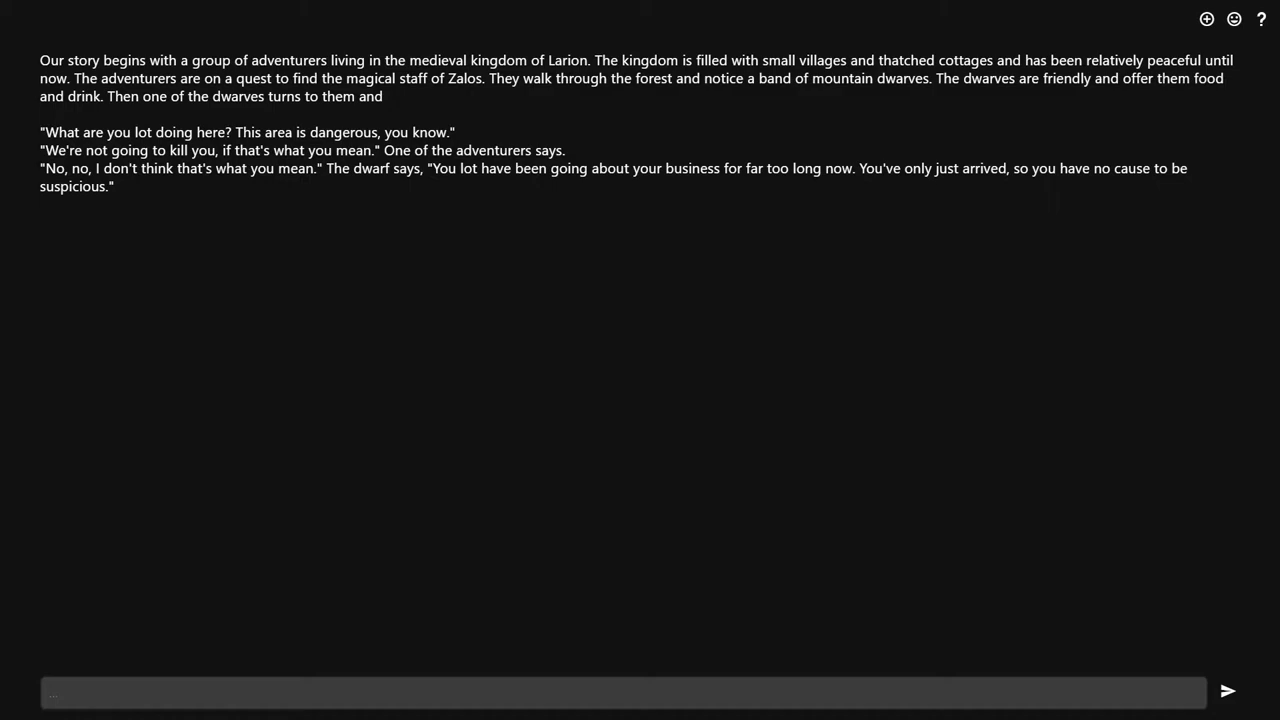 ?
Our story begins with a group of adventurers living in the medieval kingdom of Larion. The kingdom is filled with small villages and thatched cottages and has been relatively peaceful until
now. The adventurers are on a quest to find the magical staff of Zalos. They walk through the forest and notice a band of mountain dwarves. The dwarves are friendly and offer them food
and drink. Then one of the dwarves turns to them and
"What are you lot doing here? This area is dangerous, you know."
"We're not going to kill you, if that's what you mean." One of the adventurers says.
"No, no, I don't think that's what you mean." The dwarf says, "You lot have been going about your business for far too long now. You've only just arrived, so you have no cause to be
suspicious."
...